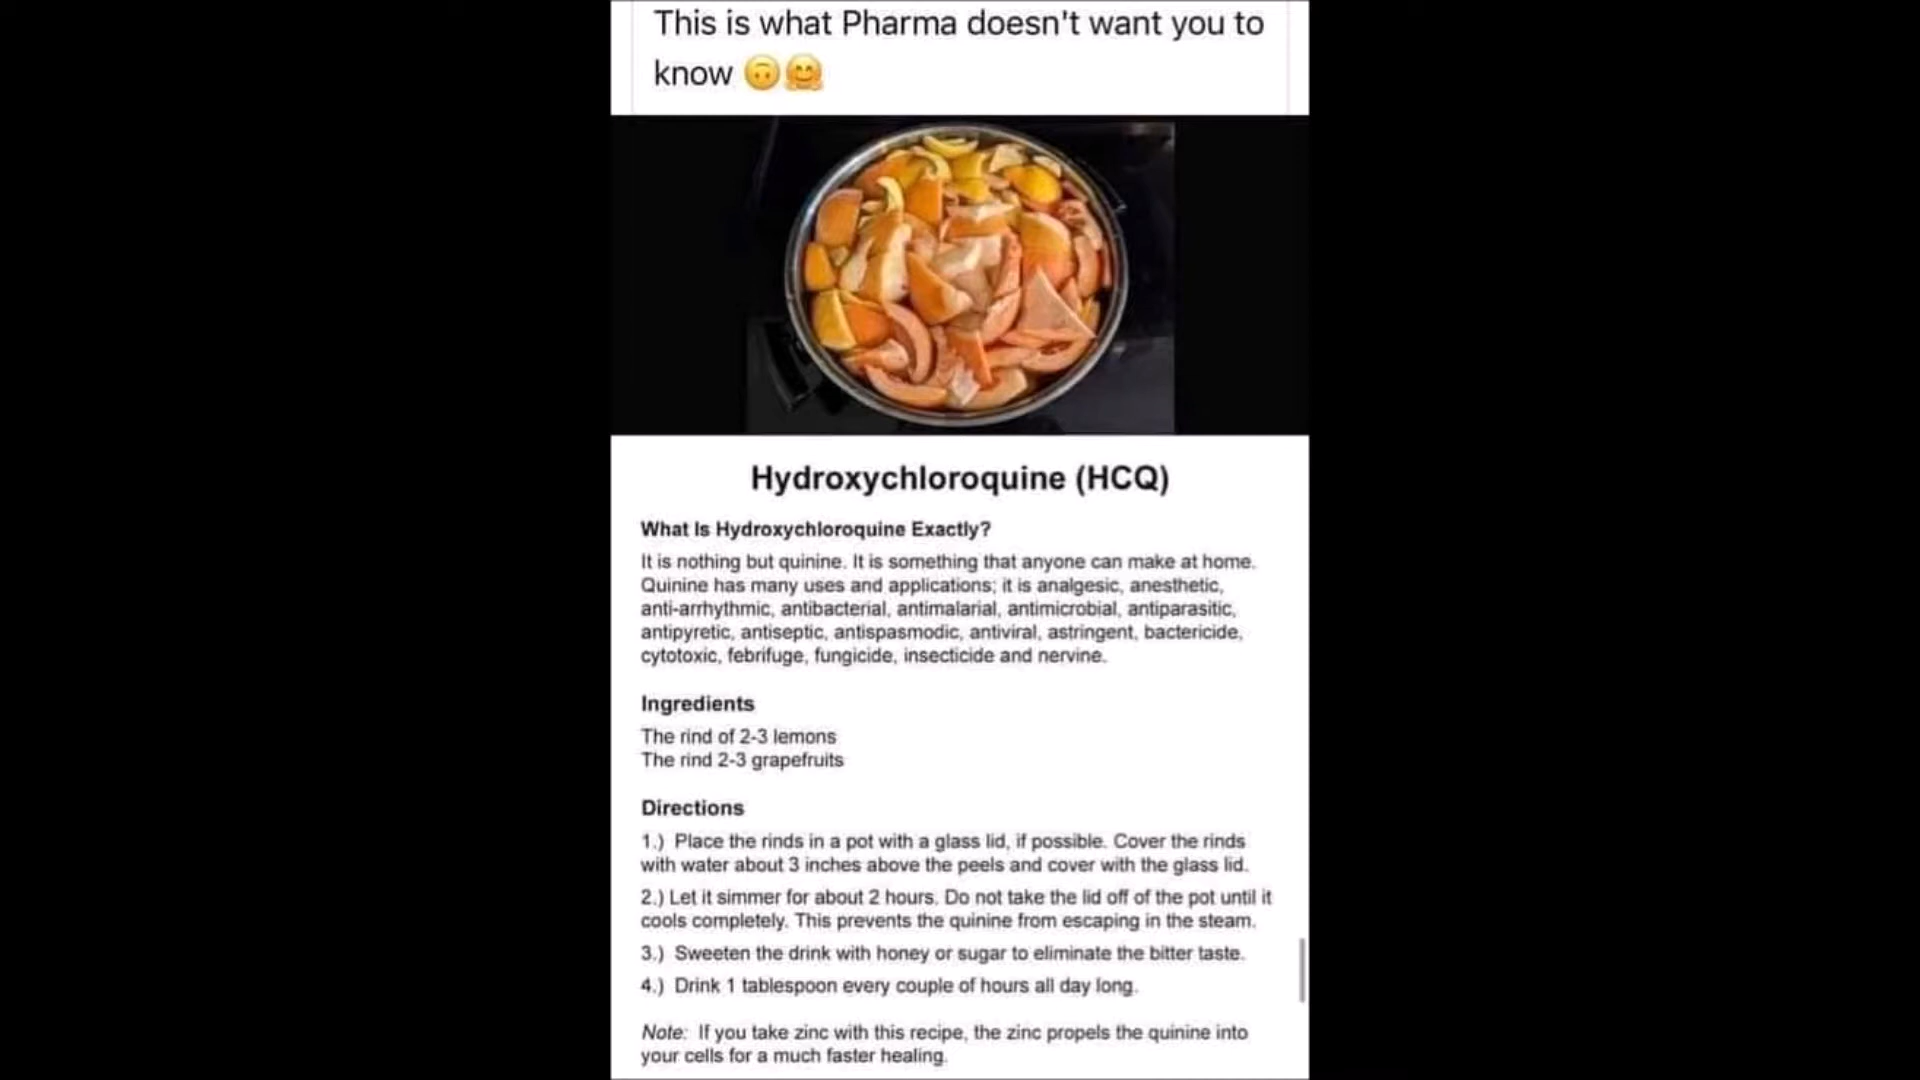 This is what Pharma doesn't want you to
know 🙃🤗
Hydroxychloroquine (HCQ)
What Is Hydroxychloroquine Exactly?
It is nothing but quinine. It is something that anyone can make at home.
Quinine has many uses and applications; it is analgesic, anesthetic,
anti-arrhythmic, antibacterial, antimalarial, antimicrobial, antiparasitic,
antipyretic, antiseptic, antispasmodic, antiviral, astringent, bactericide,
cytotoxic, febrifuge, fungicide, insecticide and nervine.
Ingredients
The rind of 2-3 lemons
The rind 2-3 grapefruits
Directions
1.) Place the rinds in a pot with a glass lid, if possible. Cover the rinds
with water about 3 inches above the peels and cover with the glass lid.
2.) Let it simmer for about 2 hours. Do not take the lid off of the pot until it
cools completely. This prevents the quinine from escaping in the steam.
3.) Sweeten the drink with honey or sugar to eliminate the bitter taste.
4.) Drink 1 tablespoon every couple of hours all day long.
Note: If you take zinc with this recipe, the zinc propels the quinine into
your cells for a much faster healing.